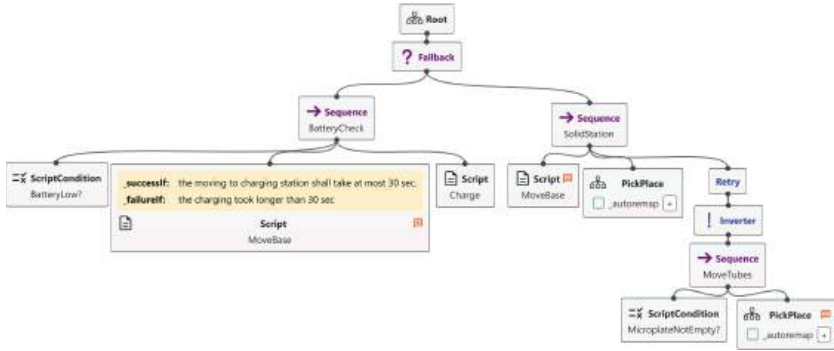 Root
Fallback
Sequence
BatteryCheck
Sequence
SolidStation
ScriptCondition
BatteryLow?
_successIf: the moving to charging station shall take at most 30 sec.
_failureIf: the charging took longer than 30 sec
Script
MoveBase
Script
Charge
Script
MoveBase
PickPlace
_autoremap
Retry
Inverter
Sequence
MoveTubes
ScriptCondition
MicroplateNotEmpty?
PickPlace
_autoremap